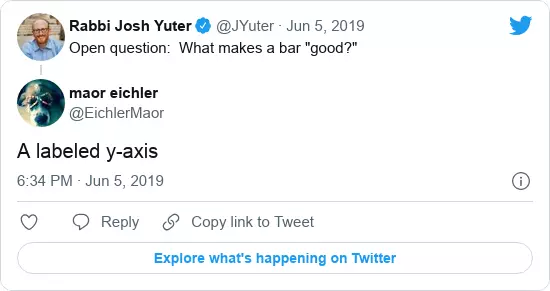 Rabbi Josh Yuter @JYuter · Jun 5, 2019
Open question:  What makes a bar "good?"
maor eichler
@EichlerMaor
A labeled y-axis
6:34 PM · Jun 5, 2019
Reply
Copy link to Tweet
Explore what's happening on Twitter